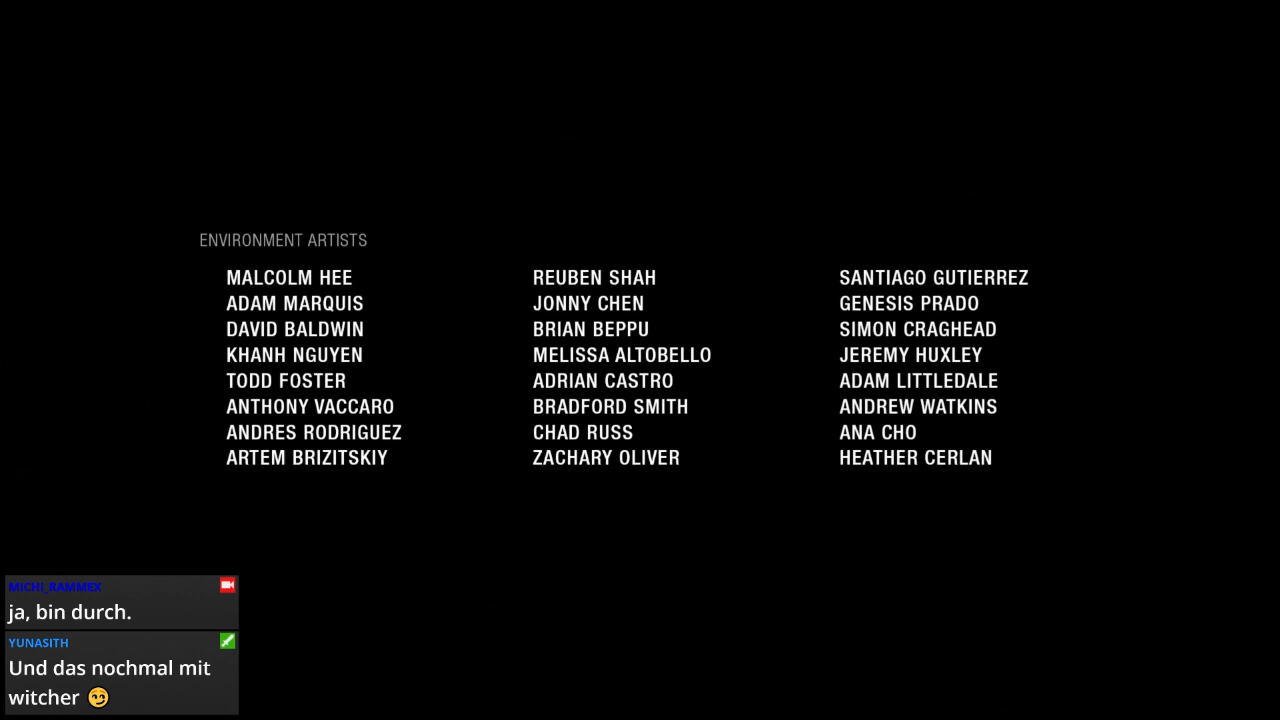 ENVIRONMENT ARTISTS
MALCOLM HEE REUBEN SHAH SANTIAGO GUTIERREZ
ADAM MARQUIS JONNY CHEN GENESIS PRADO
DAVID BALDWIN BRIAN BEPPU SIMON CRAGHEAD
KHANH NGUYEN MELISSA ALTOBELLO JEREMY HUXLEY
TODD FOSTER ADRIAN CASTRO ADAM LITTLEDALE
ANTHONY VACCARO BRADFORD SMITH ANDREW WATKINS
ANDRES RODRIGUEZ CHAD RUSS ANA CHO
ARTEM BRIZITSKIY ZACHARY OLIVER HEATHER CERLAN
MICHI_RAMMEX
ja, bin durch.
YUNASITH
Und das nochmal mit
witcher 😏